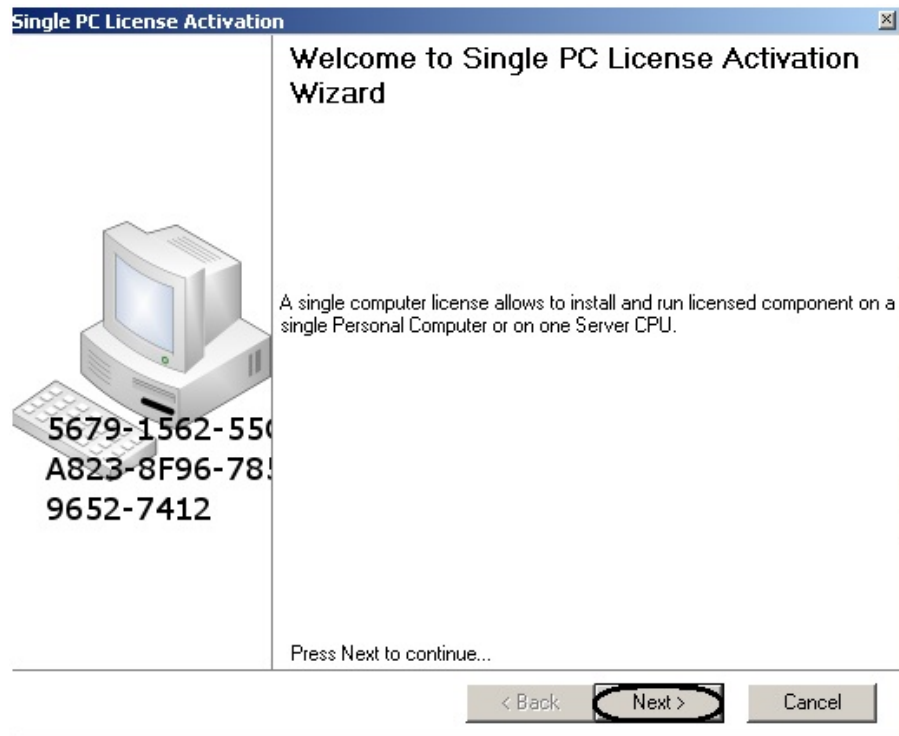 Single PC License Activation
Welcome to Single PC License Activation
Wizard
A single computer license allows to install and run licensed component on a
single Personal Computer or on one Server CPU.
5679-1562-55
A823-8F96-78
9652-7412
Press Next to continue...
< Back
Next >
Cancel